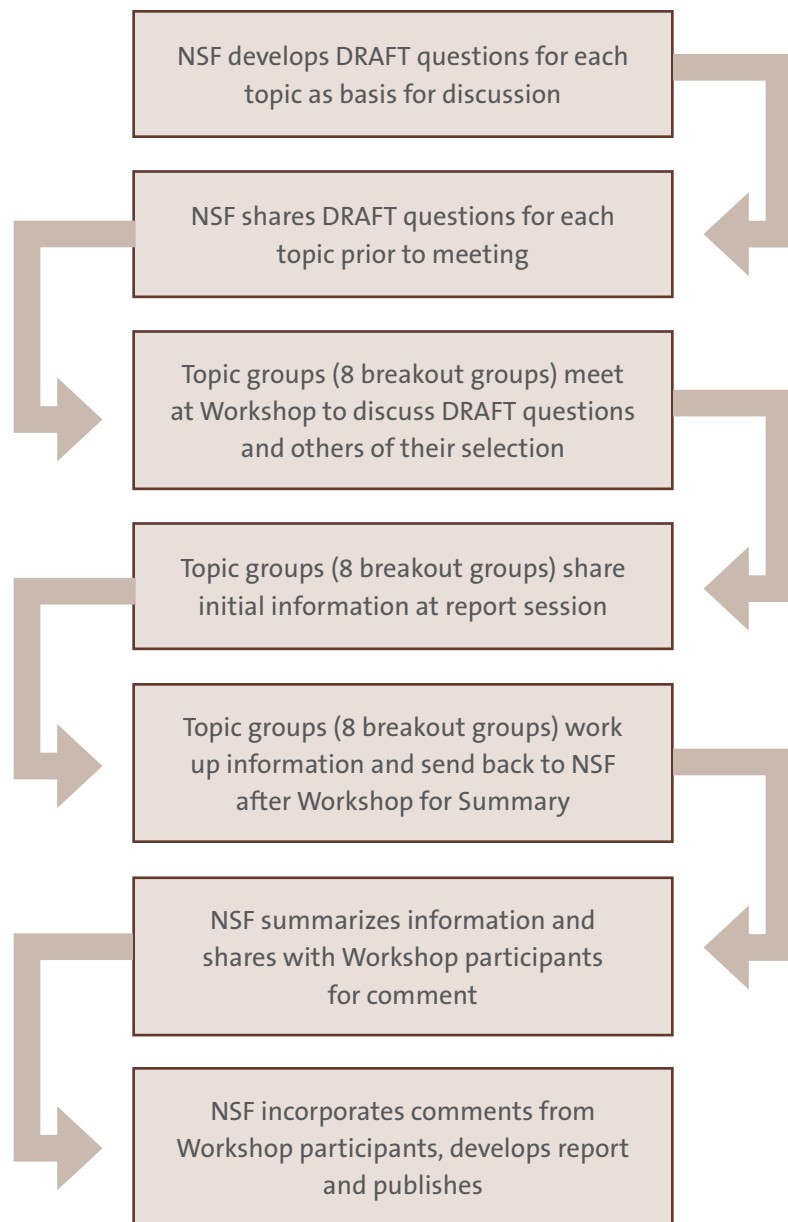 NSF develops DRAFT questions for each
topic as basis for discussion
NSF shares DRAFT questions for each
topic prior to meeting
Topic groups (8 breakout groups) meet
at Workshop to discuss DRAFT questions
and others of their selection
Topic groups (8 breakout groups) share
initial information at report session
Topic groups (8 breakout groups) work
up information and send back to NSF
after Workshop for Summary
NSF summarizes information and
shares with Workshop participants
for comment
NSF incorporates comments from
Workshop participants, develops report
and publishes